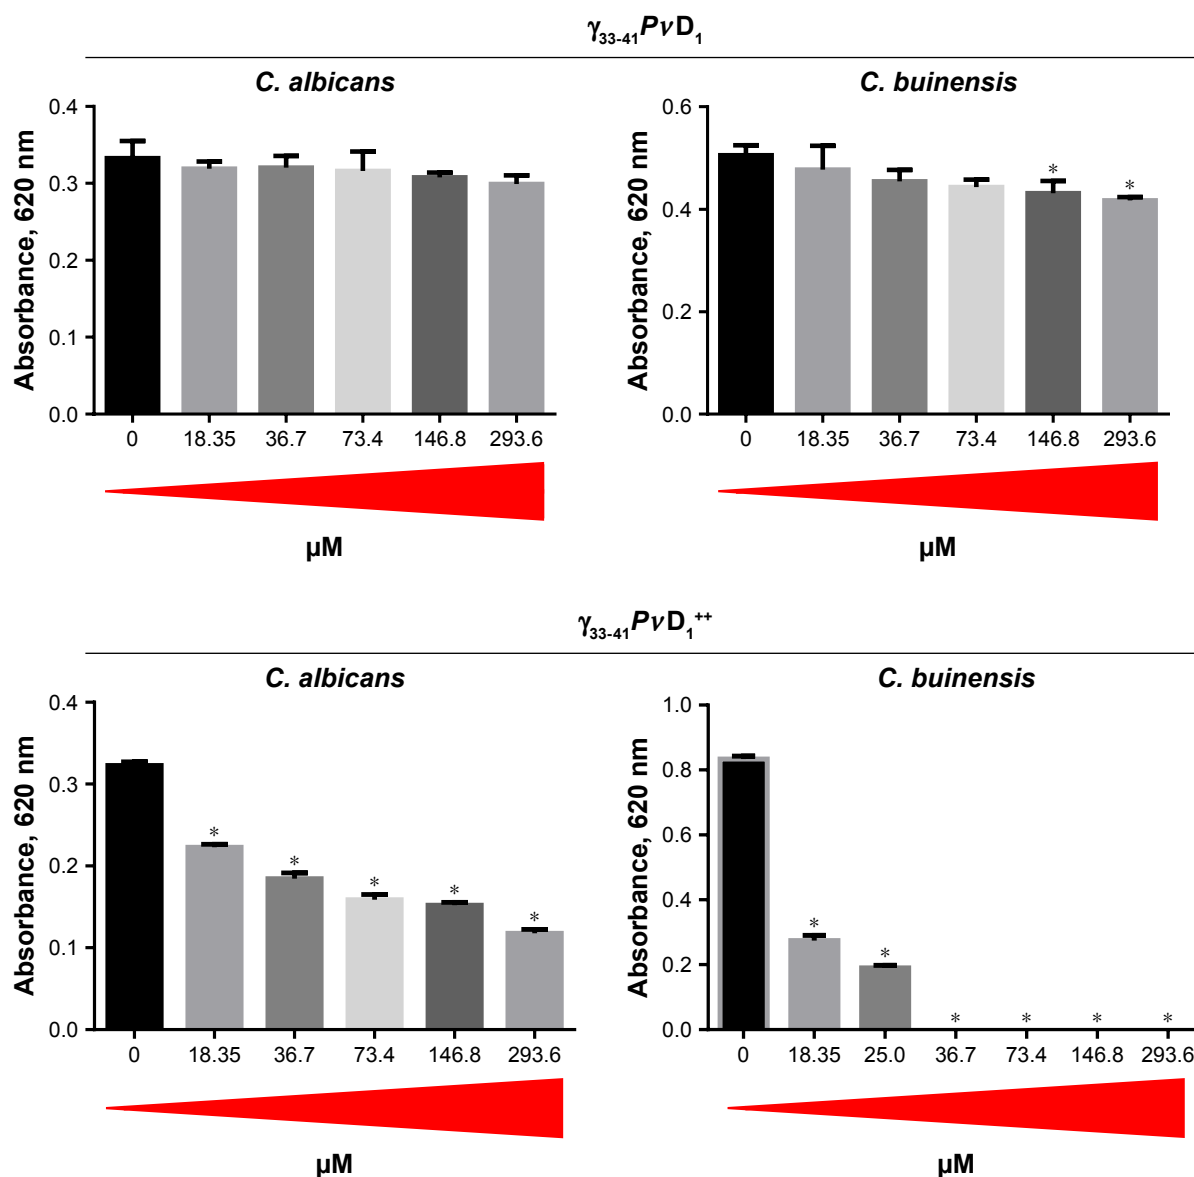 γ33-41PvD1
C. albicans
C. buinensis
Absorbance, 620 nm
0.4
0.3
0.2
0.1
0.0
0 18.35 36.7 73.4 146.8 293.6
µM
Absorbance, 620 nm
0.6
0.4
0.2
0.0
* *
0 18.35 36.7 73.4 146.8 293.6
µM
γ33-41PvD1++
C. albicans
C. buinensis
Absorbance, 620 nm
0.4
0.3
0.2
0.1
0.0
* * * * *
0 18.35 36.7 73.4 146.8 293.6
µM
Absorbance, 620 nm
1.0
0.8
0.6
0.4
0.2
0.0
* * * * * *
0 18.35 25.0 36.7 73.4 146.8 293.6
µM